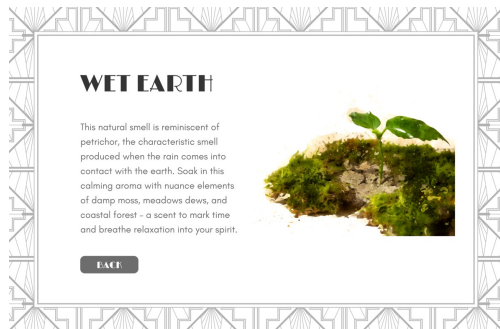 WET EARTH
This natural smell is reminiscent of
petrichor, the characteristic smell
produced when the rain comes into
contact with the earth. Soak in this
calming aroma with nuance elements
of damp moss, meadows dews, and
coastal forest - a scent to mark time
and breathe relaxation into your spirit.
BACK